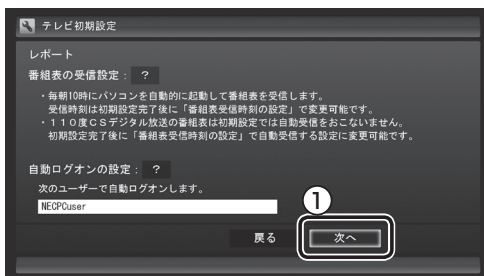 テレビ初期設定
レポート
番組表の受信設定： ？
・毎朝10時にパソコンを自動的に起動して番組表を受信します。
受信時刻は初期設定完了後に「番組表受信時刻の設定」で変更可能です。
・１１０度ＣＳデジタル放送の番組表は初期設定では自動受信をおこないません。
初期設定完了後に「番組表受信時刻の設定」で自動受信する設定に変更可能です。
自動ログオンの設定： ？
次のユーザーで自動ログオンします。
NECPCuser
①
戻る 次へ